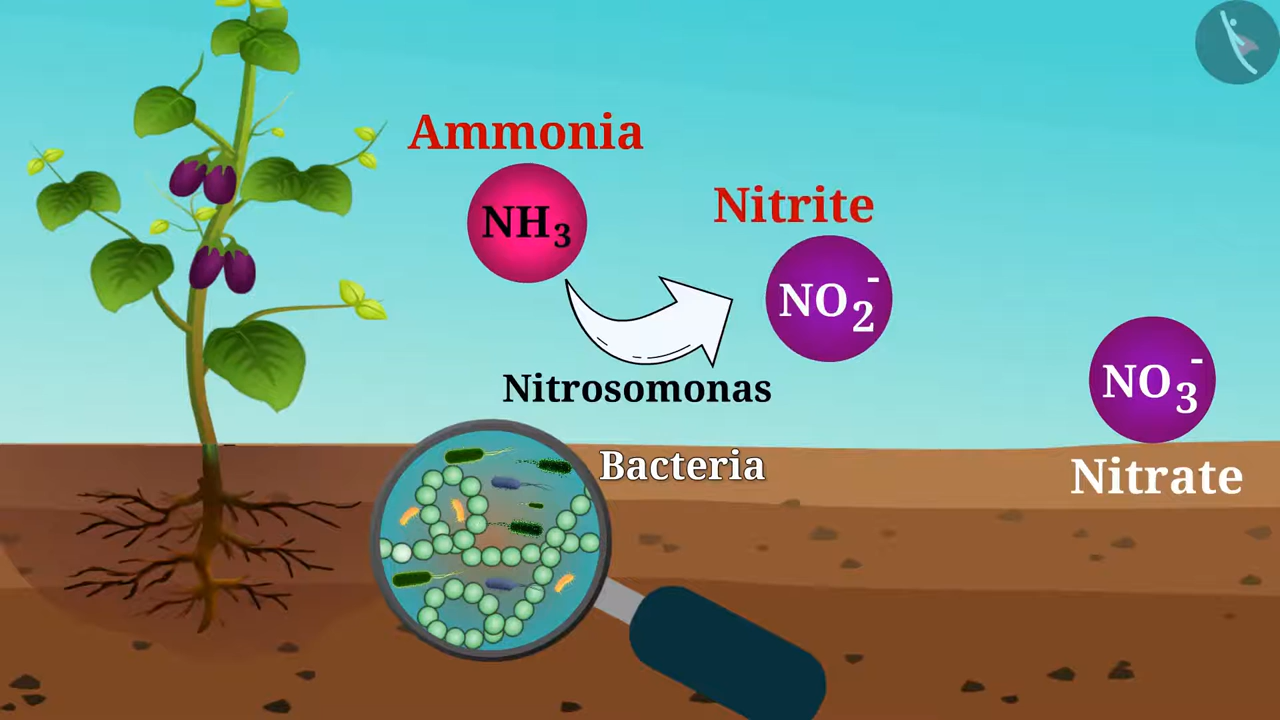 Ammonia
NH₃
Nitrite
NO₂⁻
Nitrosomonas
Bacteria
NO₃⁻
Nitrate